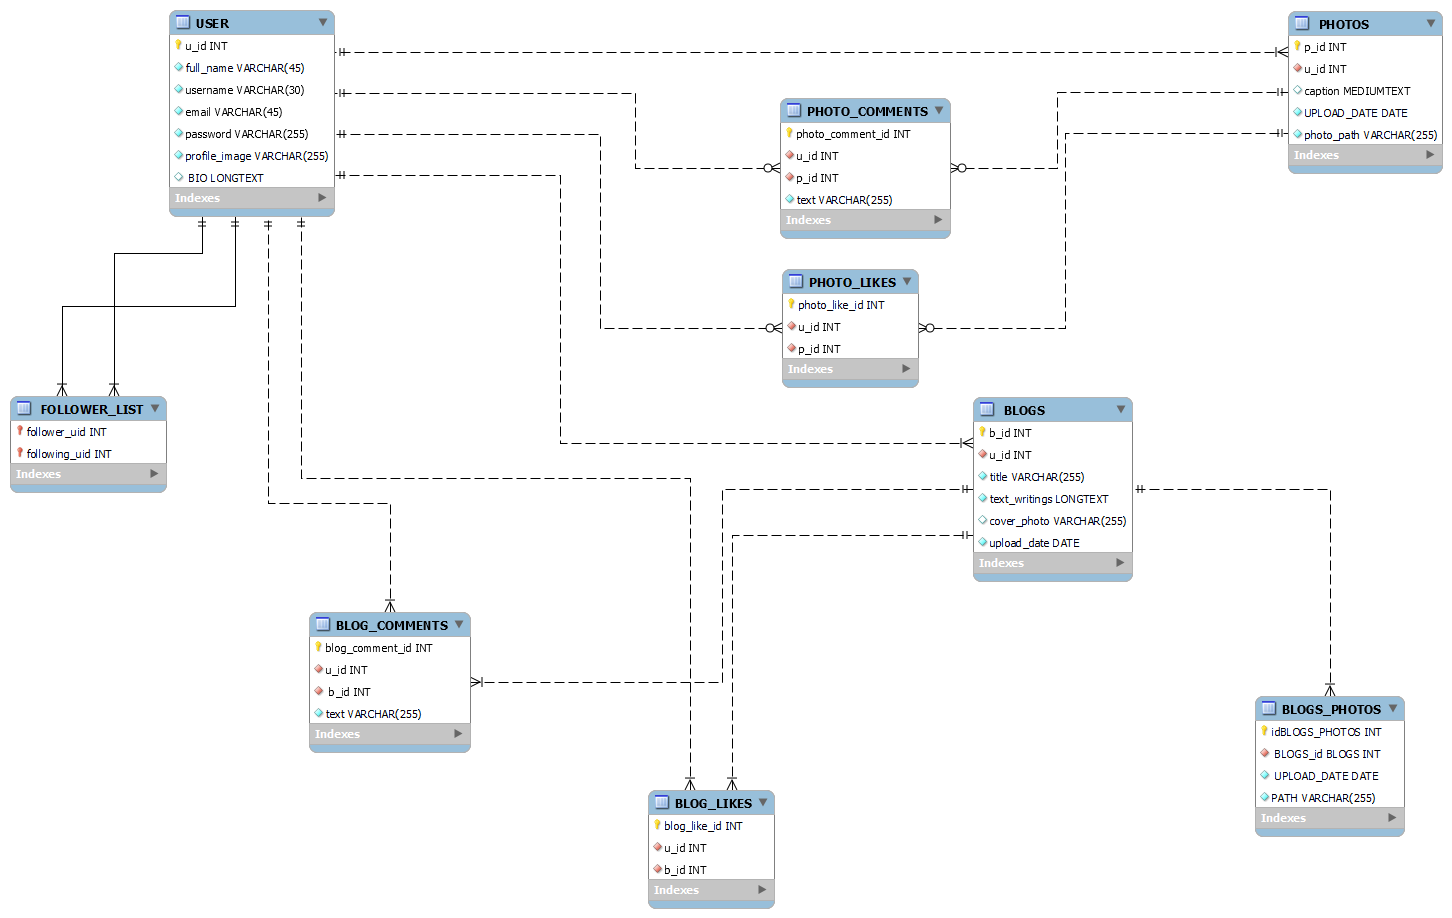 USER
u_id INT
full_name VARCHAR(45)
username VARCHAR(30)
email VARCHAR(45)
password VARCHAR(255)
profile_image VARCHAR(255)
BIO LONGTEXT
Indexes
PHOTOS
p_id INT
u_id INT
caption MEDIUMTEXT
UPLOAD_DATE DATE
photo_path VARCHAR(255)
Indexes
PHOTO_COMMENTS
photo_comment_id INT
u_id INT
p_id INT
text VARCHAR(255)
Indexes
PHOTO_LIKES
photo_like_id INT
u_id INT
p_id INT
Indexes
FOLLOWER_LIST
follower_uid INT
following_uid INT
Indexes
BLOGS
b_id INT
u_id INT
title VARCHAR(255)
text_writings LONGTEXT
cover_photo VARCHAR(255)
upload_date DATE
Indexes
BLOG_COMMENTS
blog_comment_id INT
u_id INT
b_id INT
text VARCHAR(255)
Indexes
BLOGS_PHOTOS
idBLOGS_PHOTOS INT
BLOGS_id BLOGS INT
UPLOAD_DATE DATE
PATH VARCHAR(255)
Indexes
BLOG_LIKES
blog_like_id INT
u_id INT
b_id INT
Indexes